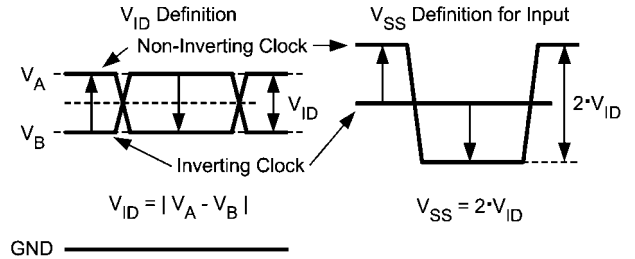 V_ID Definition
V_SS Definition for Input
Non-Inverting Clock
V_A
V_ID
2·V_ID
V_B
Inverting Clock
V_ID = | V_A - V_B |
V_SS = 2·V_ID
GND